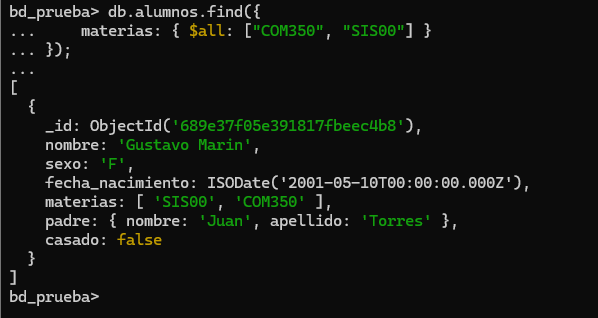 bd_prueba> db.alumnos.find({
...     materias: { $all: ["COM350", "SIS00"] }
... });
...
[
  {
    _id: ObjectId('689e37f05e391817fbeec4b8'),
    nombre: 'Gustavo Marin',
    sexo: 'F',
    fecha_nacimiento: ISODate('2001-05-10T00:00:00.000Z'),
    materias: [ 'SIS00', 'COM350' ],
    padre: { nombre: 'Juan', apellido: 'Torres' },
    casado: false
  }
]
bd_prueba>